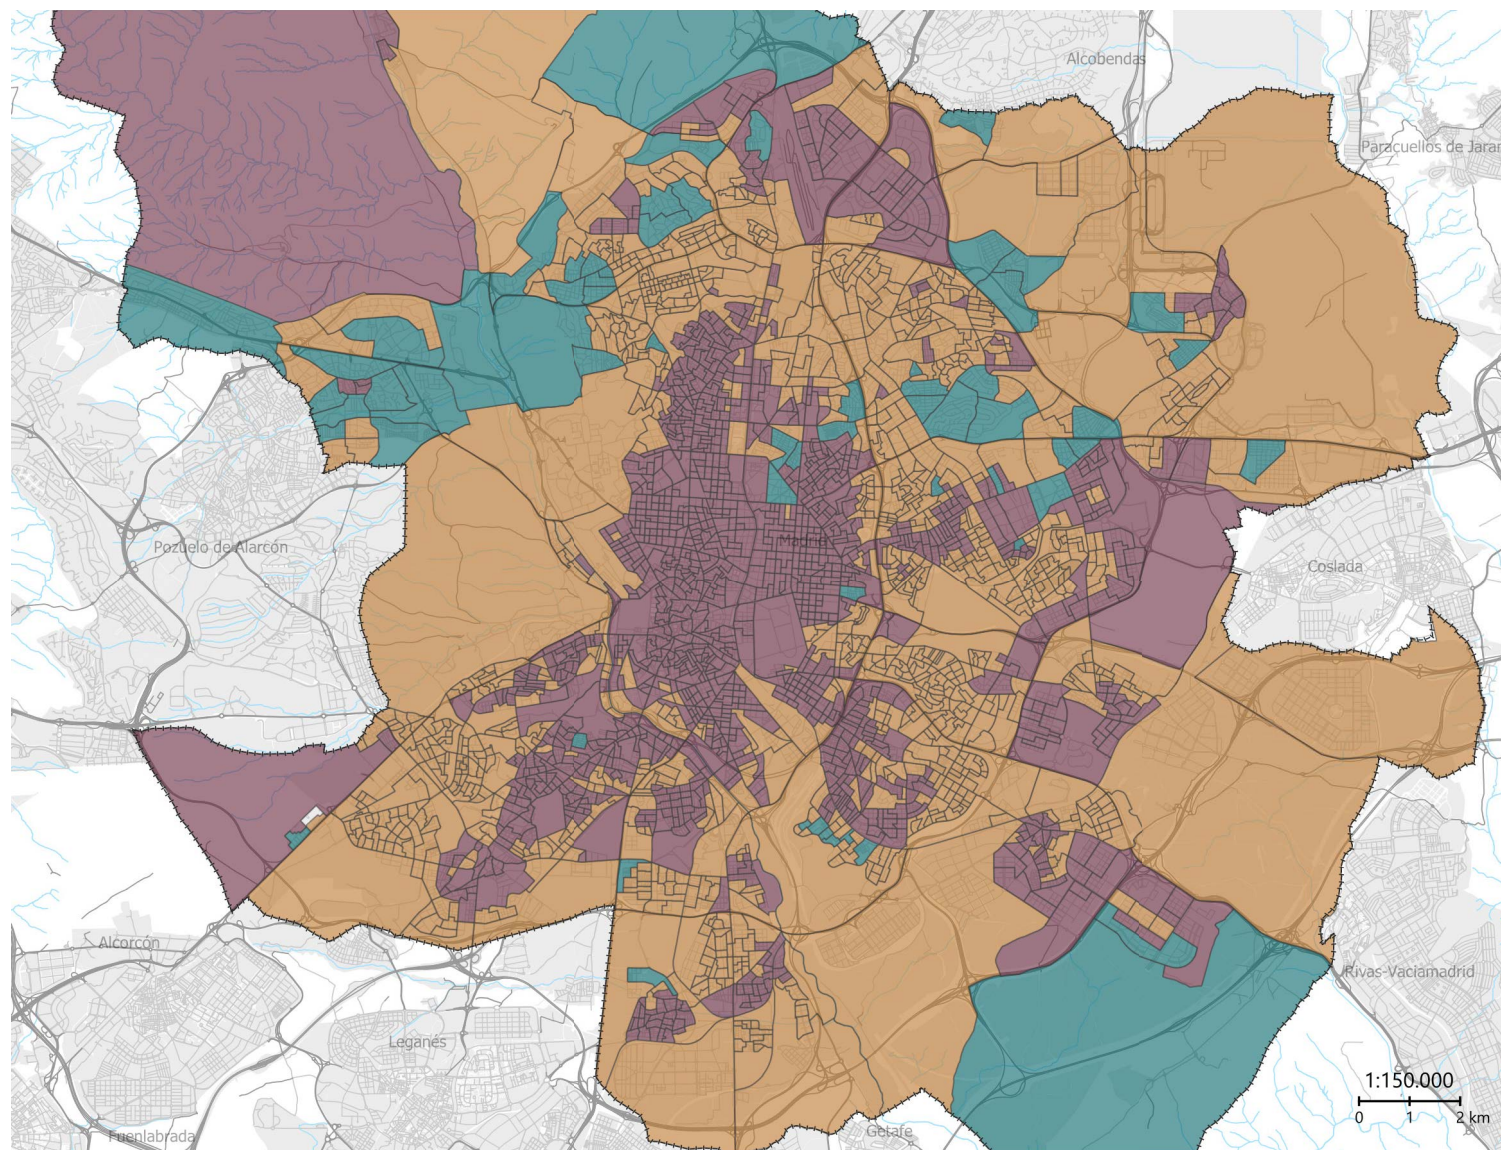 Alcobendas
Paracuellos de Jarar
Madrid
Pozuelo de Alarcón
Coslada
Alcorcón
Rivas-Vaciamadrid
Leganés
1:150.000
0 1 2 km
Fuenlabrada
Getafe